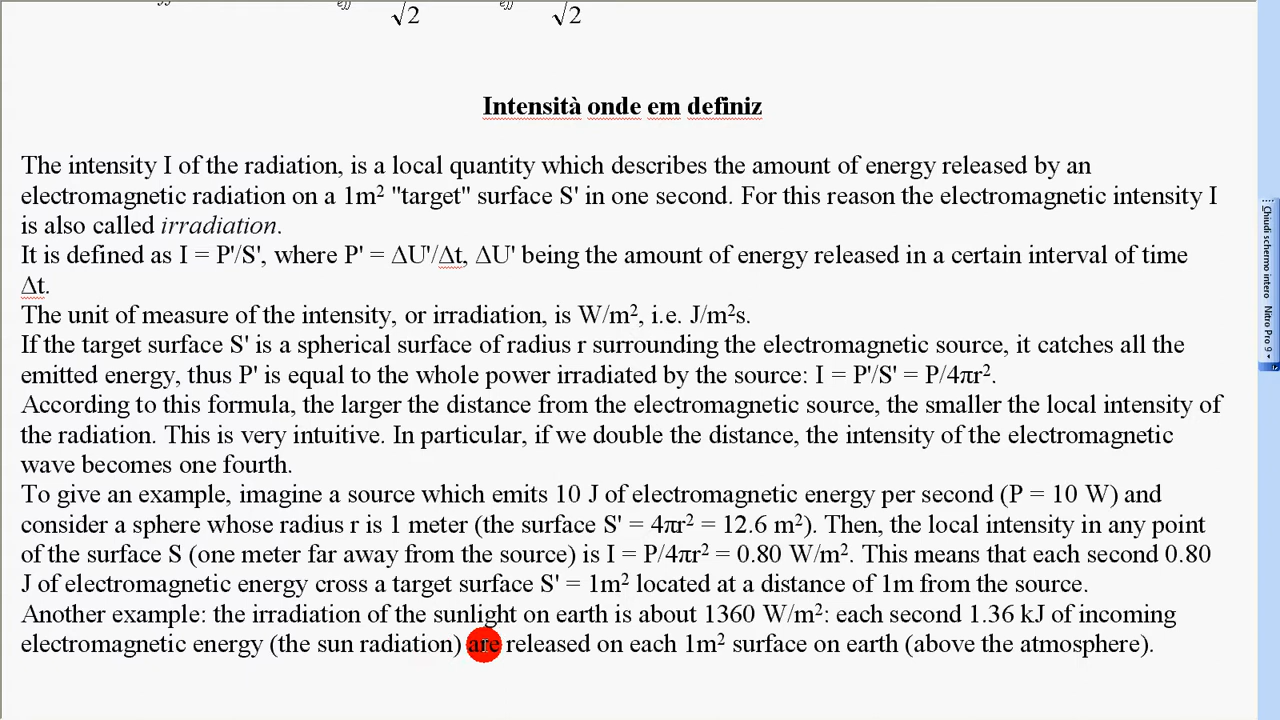 √2 √2
Intensità onde em definiz
The intensity I of the radiation, is a local quantity which describes the amount of energy released by an
electromagnetic radiation on a 1m² "target" surface S' in one second. For this reason the electromagnetic intensity I
is also called irradiation.
It is defined as I = P'/S', where P' = ΔU'/Δt, ΔU' being the amount of energy released in a certain interval of time
Δt.
The unit of measure of the intensity, or irradiation, is W/m², i.e. J/m²s.
If the target surface S' is a spherical surface of radius r surrounding the electromagnetic source, it catches all the
emitted energy, thus P' is equal to the whole power irradiated by the source: I = P'/S' = P/4πr².
According to this formula, the larger the distance from the electromagnetic source, the smaller the local intensity of
the radiation. This is very intuitive. In particular, if we double the distance, the intensity of the electromagnetic
wave becomes one fourth.
To give an example, imagine a source which emits 10 J of electromagnetic energy per second (P = 10 W) and
consider a sphere whose radius r is 1 meter (the surface S' = 4πr² = 12.6 m²). Then, the local intensity in any point
of the surface S (one meter far away from the source) is I = P/4πr² = 0.80 W/m². This means that each second 0.80
J of electromagnetic energy cross a target surface S' = 1m² located at a distance of 1m from the source.
Another example: the irradiation of the sunlight on earth is about 1360 W/m²: each second 1.36 kJ of incoming
electromagnetic energy (the sun radiation) are released on each 1m² surface on earth (above the atmosphere).
Chiudi schermo intero
Nitro Pro 9